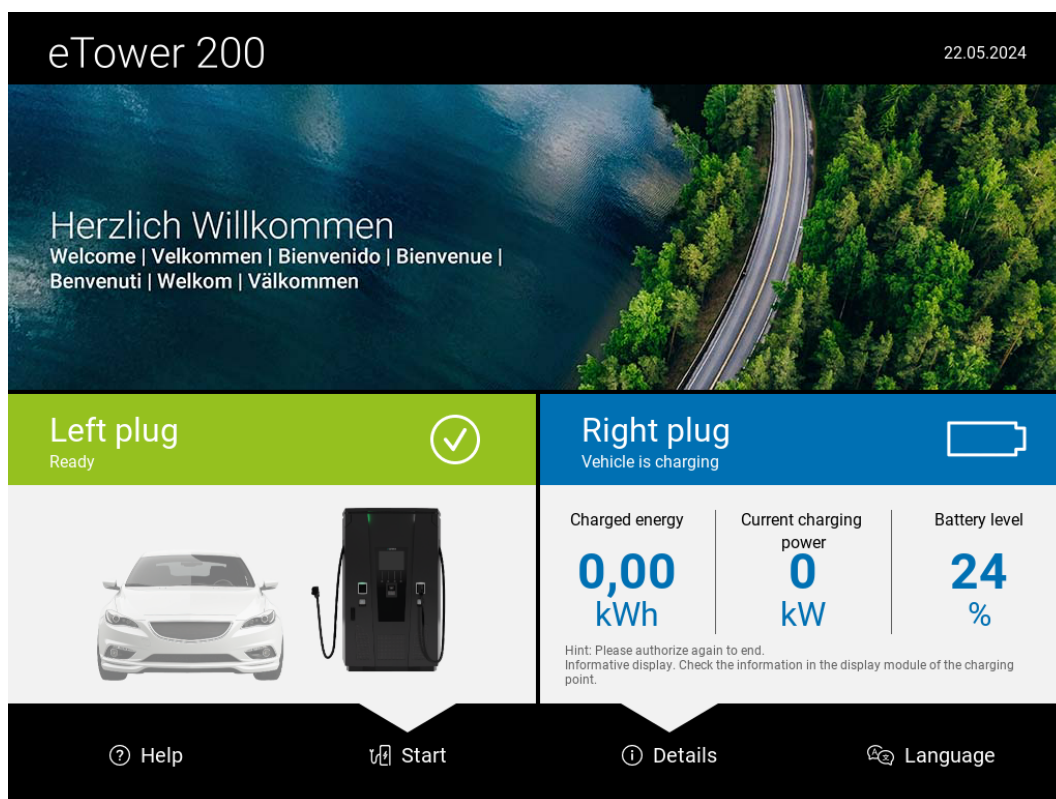 eTower 200
22.05.2024
Herzlich Willkommen
Welcome | Velkommen | Bienvenido | Bienvenue |
Benvenuti | Welkom | Välkommen
Left plug
Ready
Right plug
Vehicle is charging
Charged energy
0,00
kWh
Current charging
power
0
kW
Battery level
24
%
Hint: Please authorize again to end.
Informative display. Check the information in the display module of the charging
point.
Help
Start
Details
Language